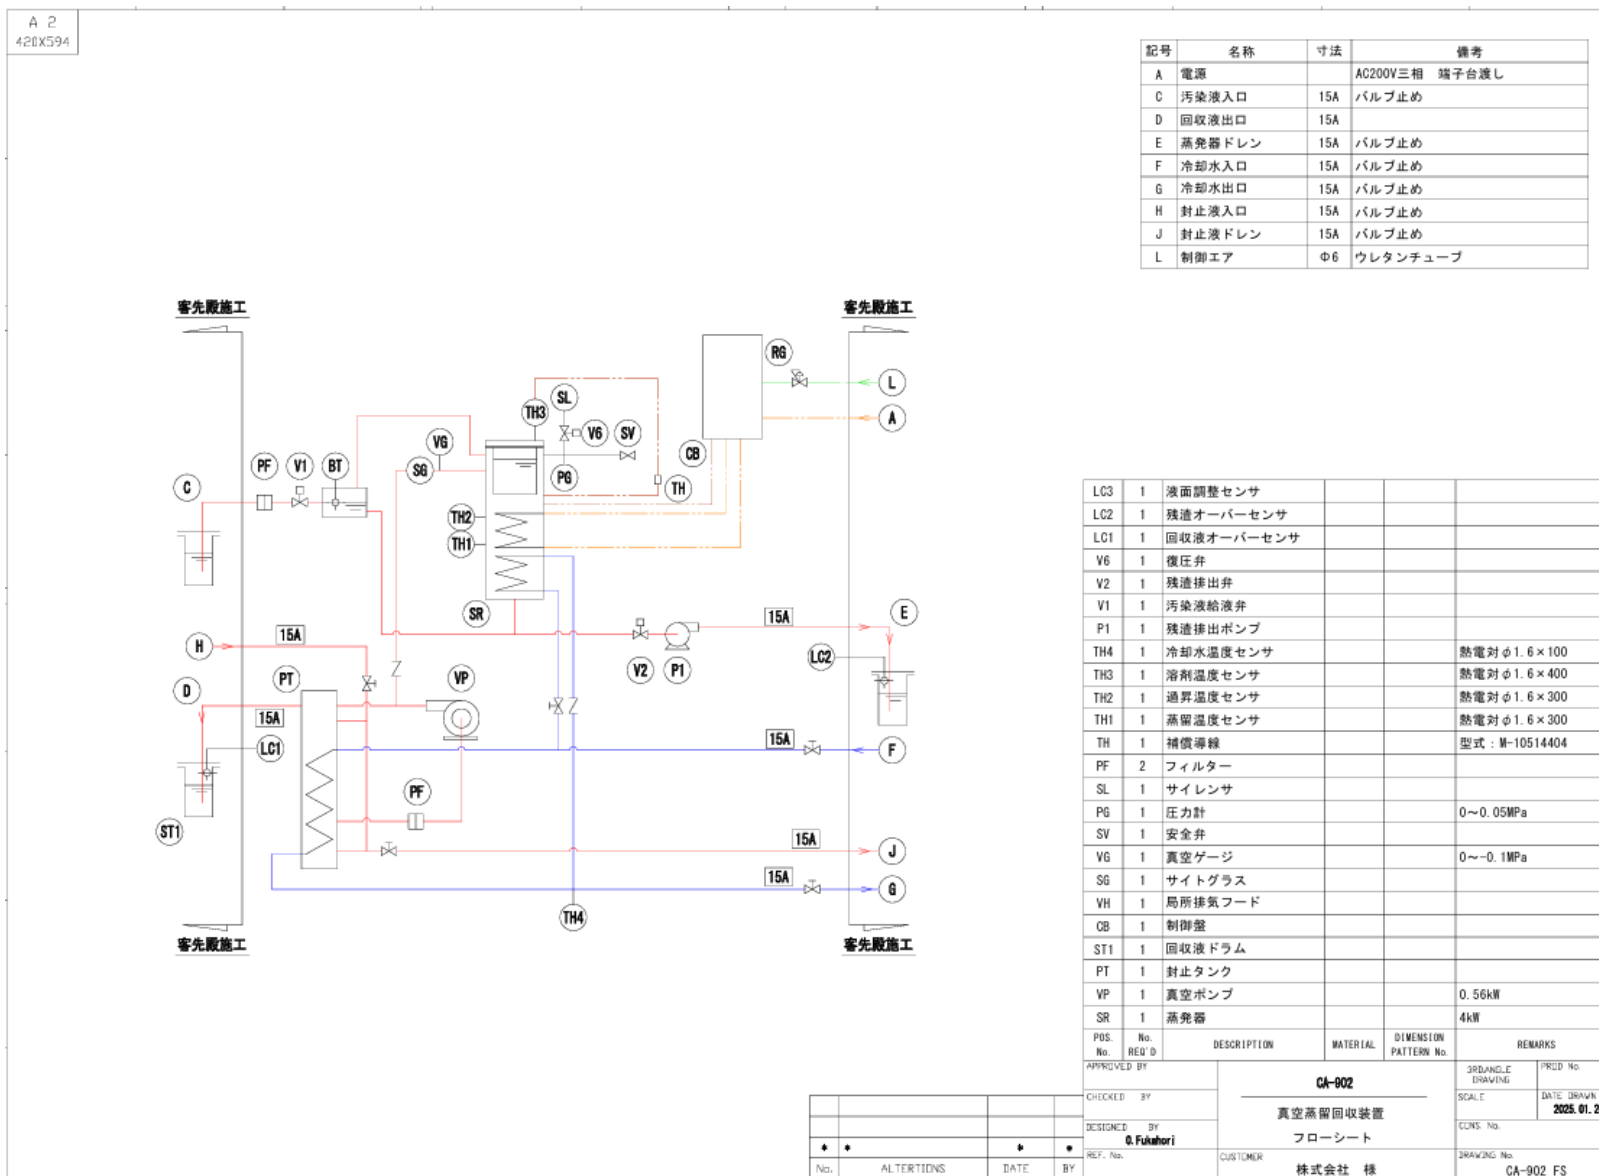 A 2
420X594
記号 名称 寸法 備考
A 電源 AC200V三相 端子台渡し
C 汚染液入口 15A バルブ止め
D 回収液出口 15A
E 蒸発器ドレン 15A バルブ止め
F 冷却水入口 15A バルブ止め
G 冷却水出口 15A バルブ止め
H 封止液入口 15A バルブ止め
J 封止液ドレン 15A バルブ止め
L 制御エア Φ6 ウレタンチューブ
客先殿施工 客先殿施工
RG
L
TH3 SL
A
VG V6 SV
CB
PF V1 BT SG PG TH
C
TH2
TH1
SR 15A E
H 15A
LC2
V2 P1
D PT VP
15A
LC1 15A F
PF
ST1 15A J
15A G
TH4
客先殿施工 客先殿施工
LC3 1 液面調整センサ
LC2 1 残渣オーバーセンサ
LC1 1 回収液オーバーセンサ
V6 1 復圧弁
V2 1 残渣排出弁
V1 1 汚染液給液弁
P1 1 残渣排出ポンプ
TH4 1 冷却水温度センサ 熱電対φ1.6×100
TH3 1 溶剤温度センサ 熱電対φ1.6×400
TH2 1 過昇温度センサ 熱電対φ1.6×300
TH1 1 蒸留温度センサ 熱電対φ1.6×300
TH 1 補償導線 型式：M-10514404
PF 2 フィルター
SL 1 サイレンサ
PG 1 圧力計 0～0.05MPa
SV 1 安全弁
VG 1 真空ゲージ 0～-0.1MPa
SG 1 サイトグラス
VH 1 局所排気フード
CB 1 制御盤
ST1 1 回収液ドラム
PT 1 封止タンク
VP 1 真空ポンプ 0.56kW
SR 1 蒸発器 4kW
POS. No. No. REQ'D DESCRIPTION MATERIAL DIMENSION PATTERN No. REMARKS
APPROVED BY
CHECKED BY
DESIGNED BY
O.Fukahori
REF. No.
CA-902
真空蒸留回収装置
フローシート
CUSTOMER
株式会社 様
3RDANGLE DRAWING
PROD No.
SCALE
DATE DRAWN
2025.01.2
CONS. No.
DRAWING No.
CA-902 FS
* * * *
No. ALTERTIONS DATE BY